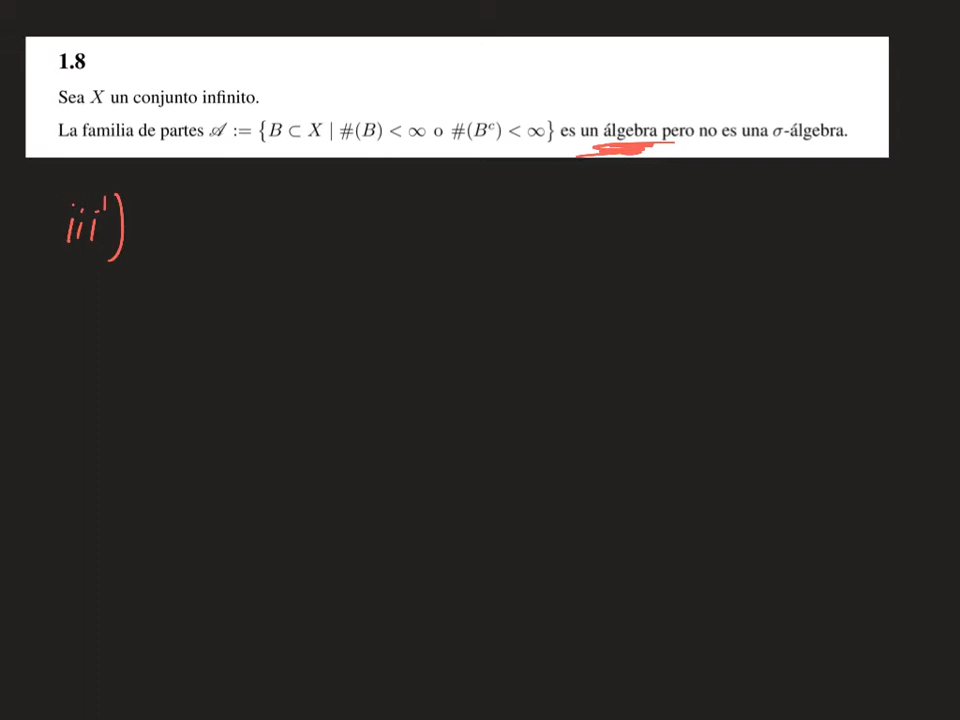 1.8
Sea X un conjunto infinito.
La familia de partes 𝒜 := {B ⊂ X | #(B) < ∞ o #(Bᶜ) < ∞} es un álgebra pero no es una σ-álgebra.
iii')